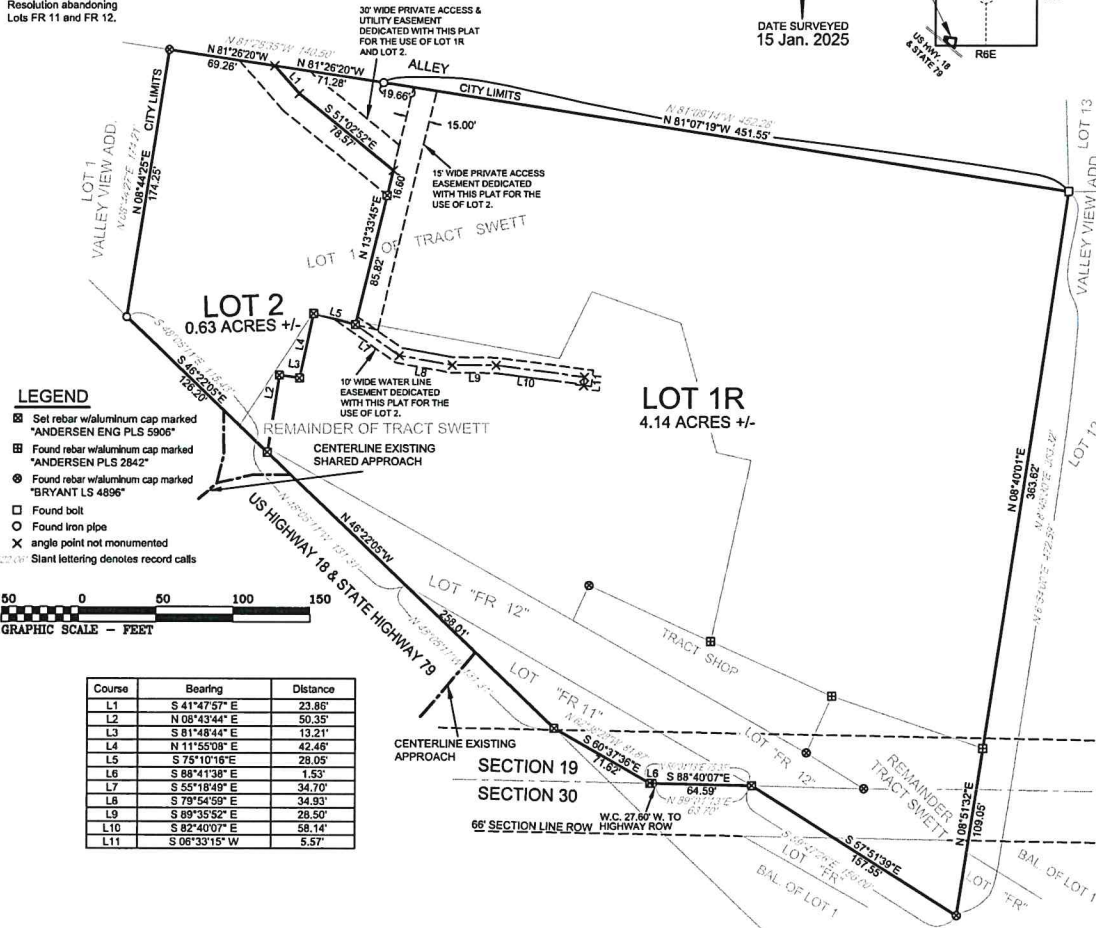 Resolution abandoning
Lots FR 11 and FR 12.
30' WIDE PRIVATE ACCESS &
UTILITY EASEMENT
DEDICATED WITH THIS PLAT
FOR THE USE OF LOT 1R
AND LOT 2.
DATE SURVEYED
15 Jan. 2025
US HWY. 18
& STATE 79
R6E
N 81°26'20"W
69.26'
N 81°26'20"W
71.28'
ALLEY
CITY LIMITS
19.66'
15.00'
N 81°07'19"W 451.55'
L1
S 51°02'52"E
78.57'
16.60'
15' WIDE PRIVATE ACCESS
EASEMENT DEDICATED
WITH THIS PLAT FOR THE
USE OF LOT 2.
CITY LIMITS
LOT 1
VALLEY VIEW ADD.
N 08°44'25"E
174.25'
N 13°33'45"E
85.82'
LOT 1 OF TRACT SWETT
LOT 13
VALLEY VIEW ADD.
LOT 12
LOT 2
0.63 ACRES +/-
L5
L4
L3
L2
L7
L8
L9
L10
L11
10' WIDE WATER LINE
EASEMENT DEDICATED
WITH THIS PLAT FOR THE
USE OF LOT 2.
S 46°22'05"E
126.20'
LOT 1R
4.14 ACRES +/-
N 08°40'01"E
363.62'
REMAINDER OF TRACT SWETT
CENTERLINE EXISTING
SHARED APPROACH
LEGEND
Set rebar w/aluminum cap marked
"ANDERSEN ENG PLS 5906"
Found rebar w/aluminum cap marked
"ANDERSEN PLS 2842"
Found rebar w/aluminum cap marked
"BRYANT LS 4896"
Found bolt
Found iron pipe
angle point not monumented
Slant lettering denotes record calls
50 0 50 100 150
GRAPHIC SCALE – FEET
US HIGHWAY 18 & STATE HIGHWAY 79
N 46°22'05"W
258.01'
LOT "FR 12"
LOT "FR 11"
TRACT SHOP
CENTERLINE EXISTING
APPROACH
S 60°37'36"E
71.62'
SECTION 19
SECTION 30
L6
S 88°40'07"E
64.59'
W.C. 27.60' W. TO
HIGHWAY ROW
66' SECTION LINE ROW
LOT "FR 12"
REMAINDER
TRACT SWETT
N 08°51'32"E
109.05'
S 57°51'39"E
157.55'
LOT "FR"
BAL. OF LOT 1
BAL. OF LOT 1
LOT "FR"
Course Bearing Distance
L1 S 41°47'57" E 23.86'
L2 N 08°43'44" E 50.35'
L3 S 81°48'44" E 13.21'
L4 N 11°55'08" E 42.46'
L5 S 75°10'16"E 28.05'
L6 S 88°41'38" E 1.53'
L7 S 55°18'49" E 34.70'
L8 S 79°54'59" E 34.93'
L9 S 89°35'52" E 28.50'
L10 S 82°40'07" E 58.14'
L11 S 06°33'15" W 5.57'